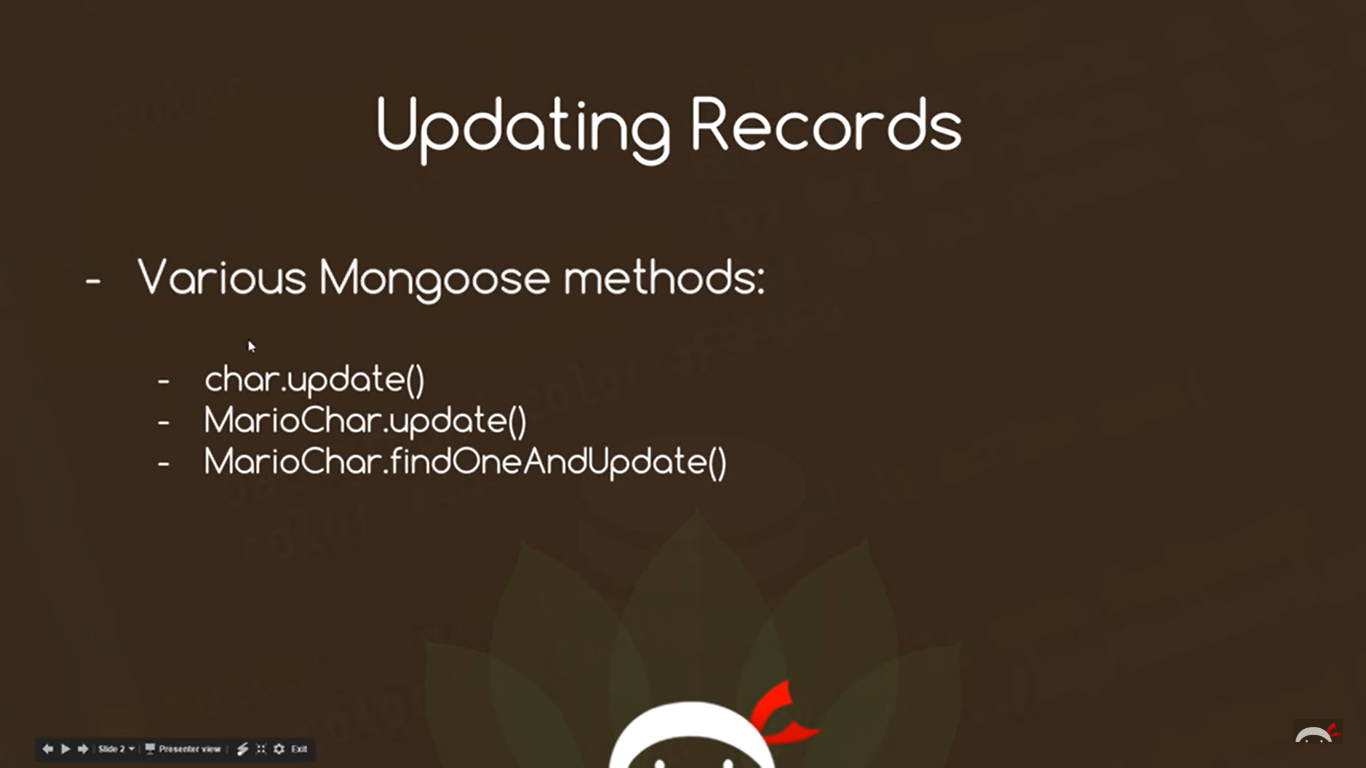 Updating Records
- Various Mongoose methods:
- char.update()
- MarioChar.update()
- MarioChar.findOneAndUpdate()
Slide 2 Presenter view Exit